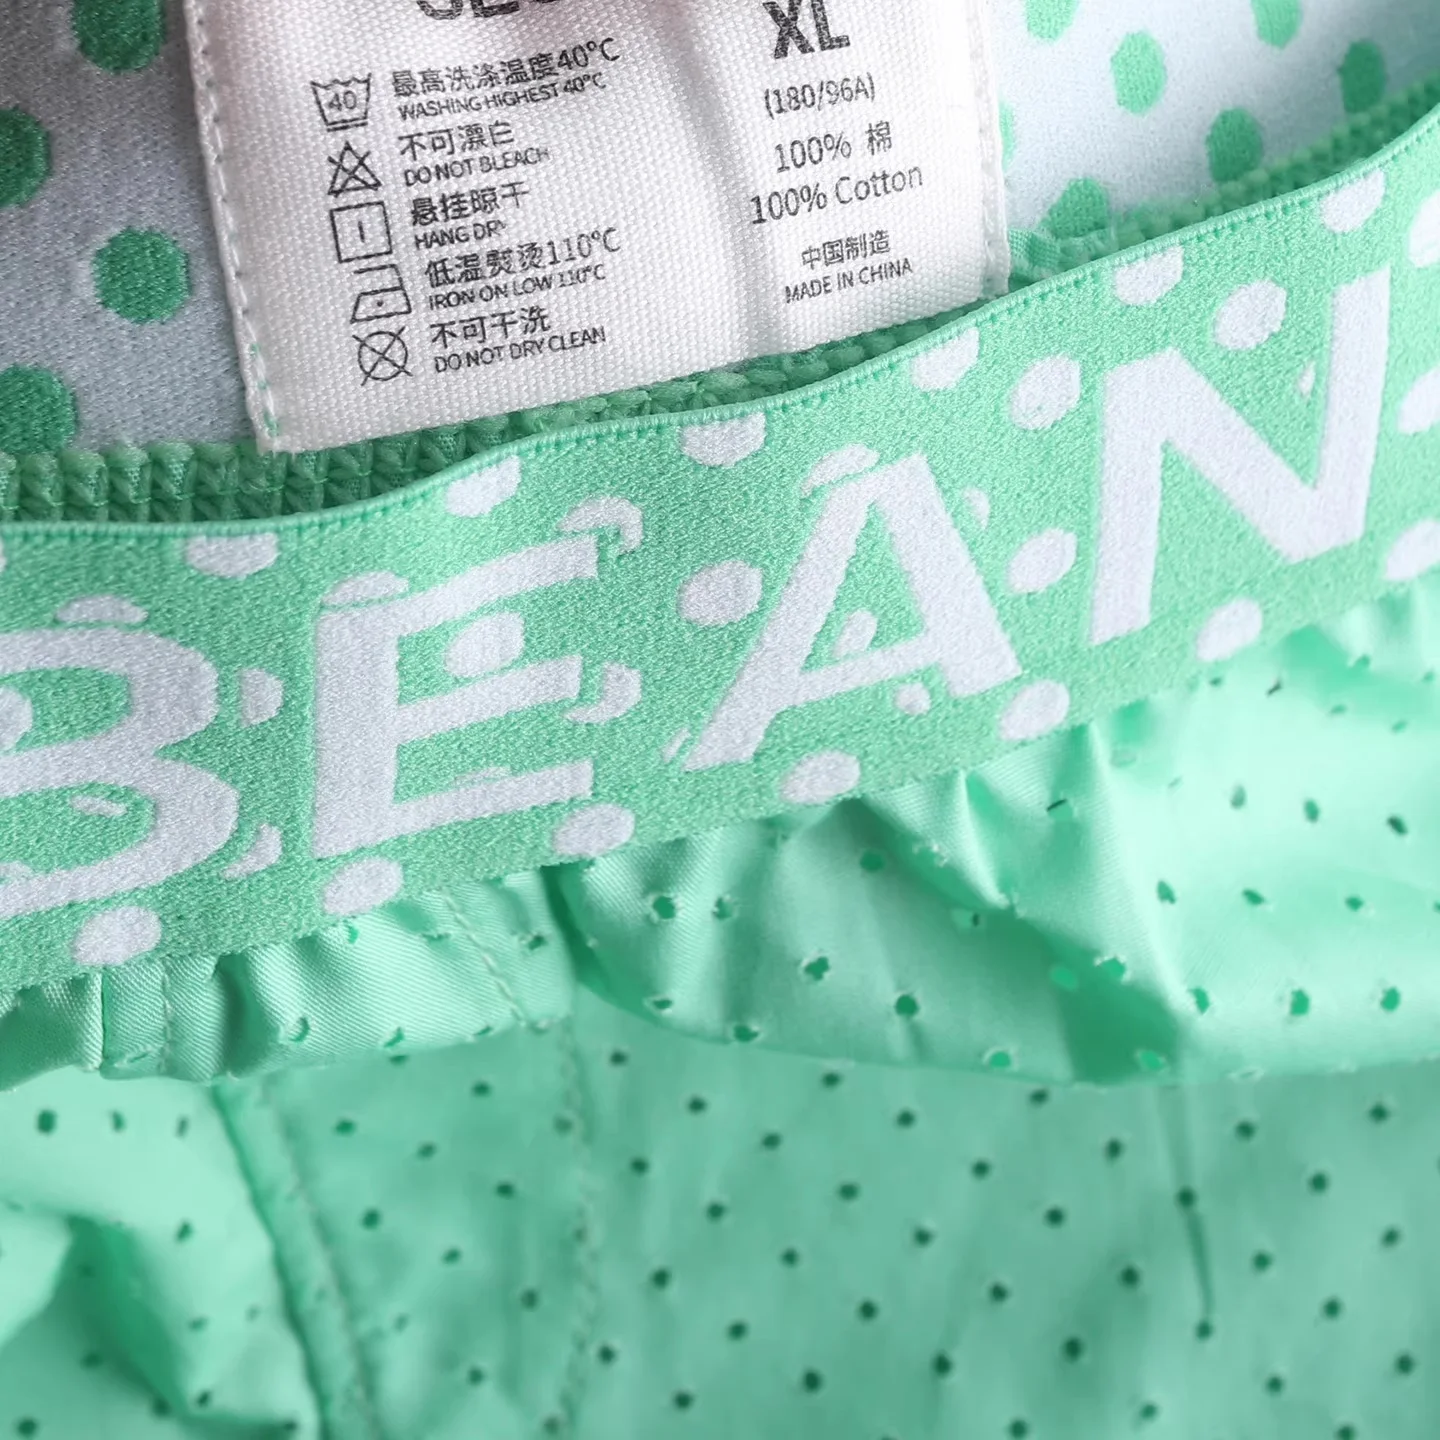 XL
(180/96A)
100% 棉
100% Cotton
中国制造
MADE IN CHINA
40
最高洗涤温度40°C
WASHING HIGHEST 40°C
不可漂白
DO NOT BLEACH
悬挂晾干
HANG DRY
低温熨烫110°C
IRON ON LOW 110°C
不可干洗
DO NOT DRY CLEAN
BEAN